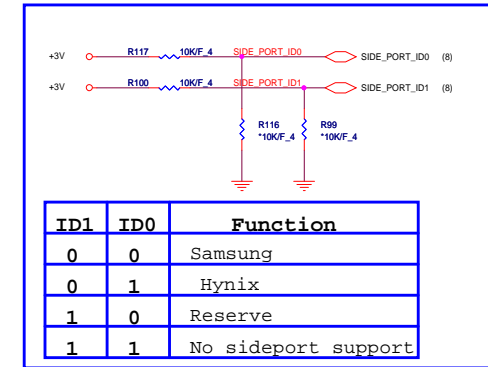 +3V R117 10K/F_4 SIDE_PORT_ID0 SIDE_PORT_ID0 (8)
+3V R100 10K/F_4 SIDE_PORT_ID1 SIDE_PORT_ID1 (8)
R116 R99
*10K/F_4 *10K/F_4
ID1 ID0 Function
0 0 Samsung
0 1 Hynix
1 0 Reserve
1 1 No sideport support